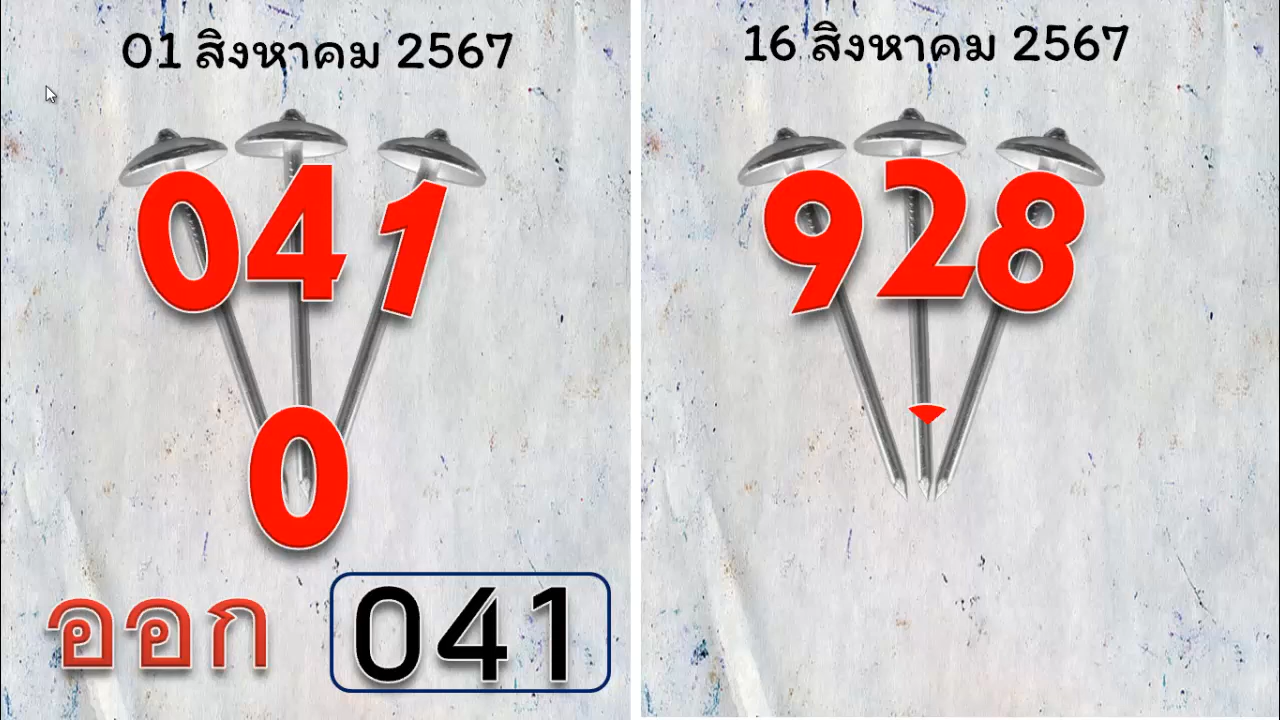 01 สิงหาคม 2567
041
0
ออก 041
16 สิงหาคม 2567
928